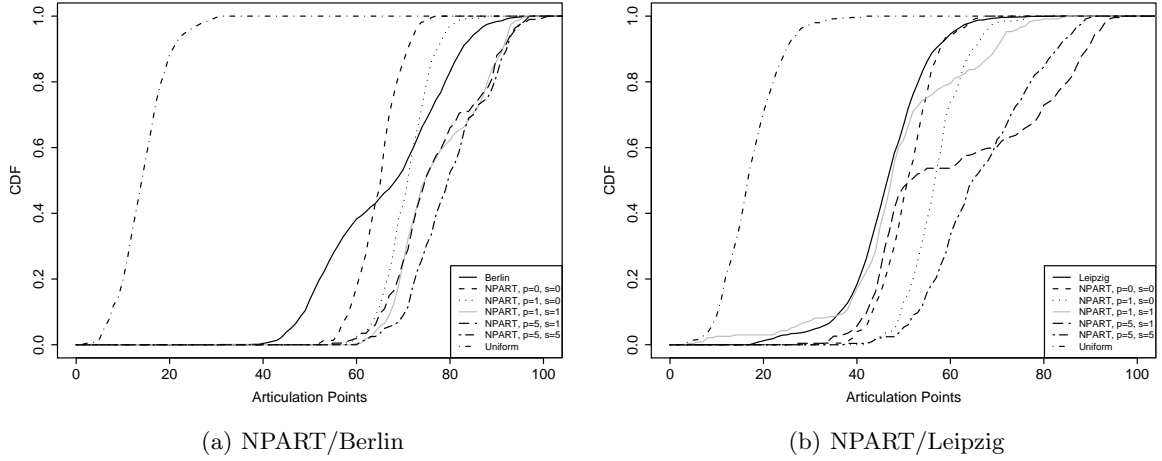 CDF
1.0
0.8
0.6
0.4
0.2
0.0
Berlin
NPART, p=0, s=0
NPART, p=1, s=0
NPART, p=1, s=1
NPART, p=5, s=1
NPART, p=5, s=5
Uniform
0 20 40 60 80 100
Articulation Points
(a) NPART/Berlin
CDF
1.0
0.8
0.6
0.4
0.2
0.0
Leipzig
NPART, p=0, s=0
NPART, p=1, s=0
NPART, p=1, s=1
NPART, p=5, s=1
NPART, p=5, s=5
Uniform
0 20 40 60 80 100
Articulation Points
(b) NPART/Leipzig